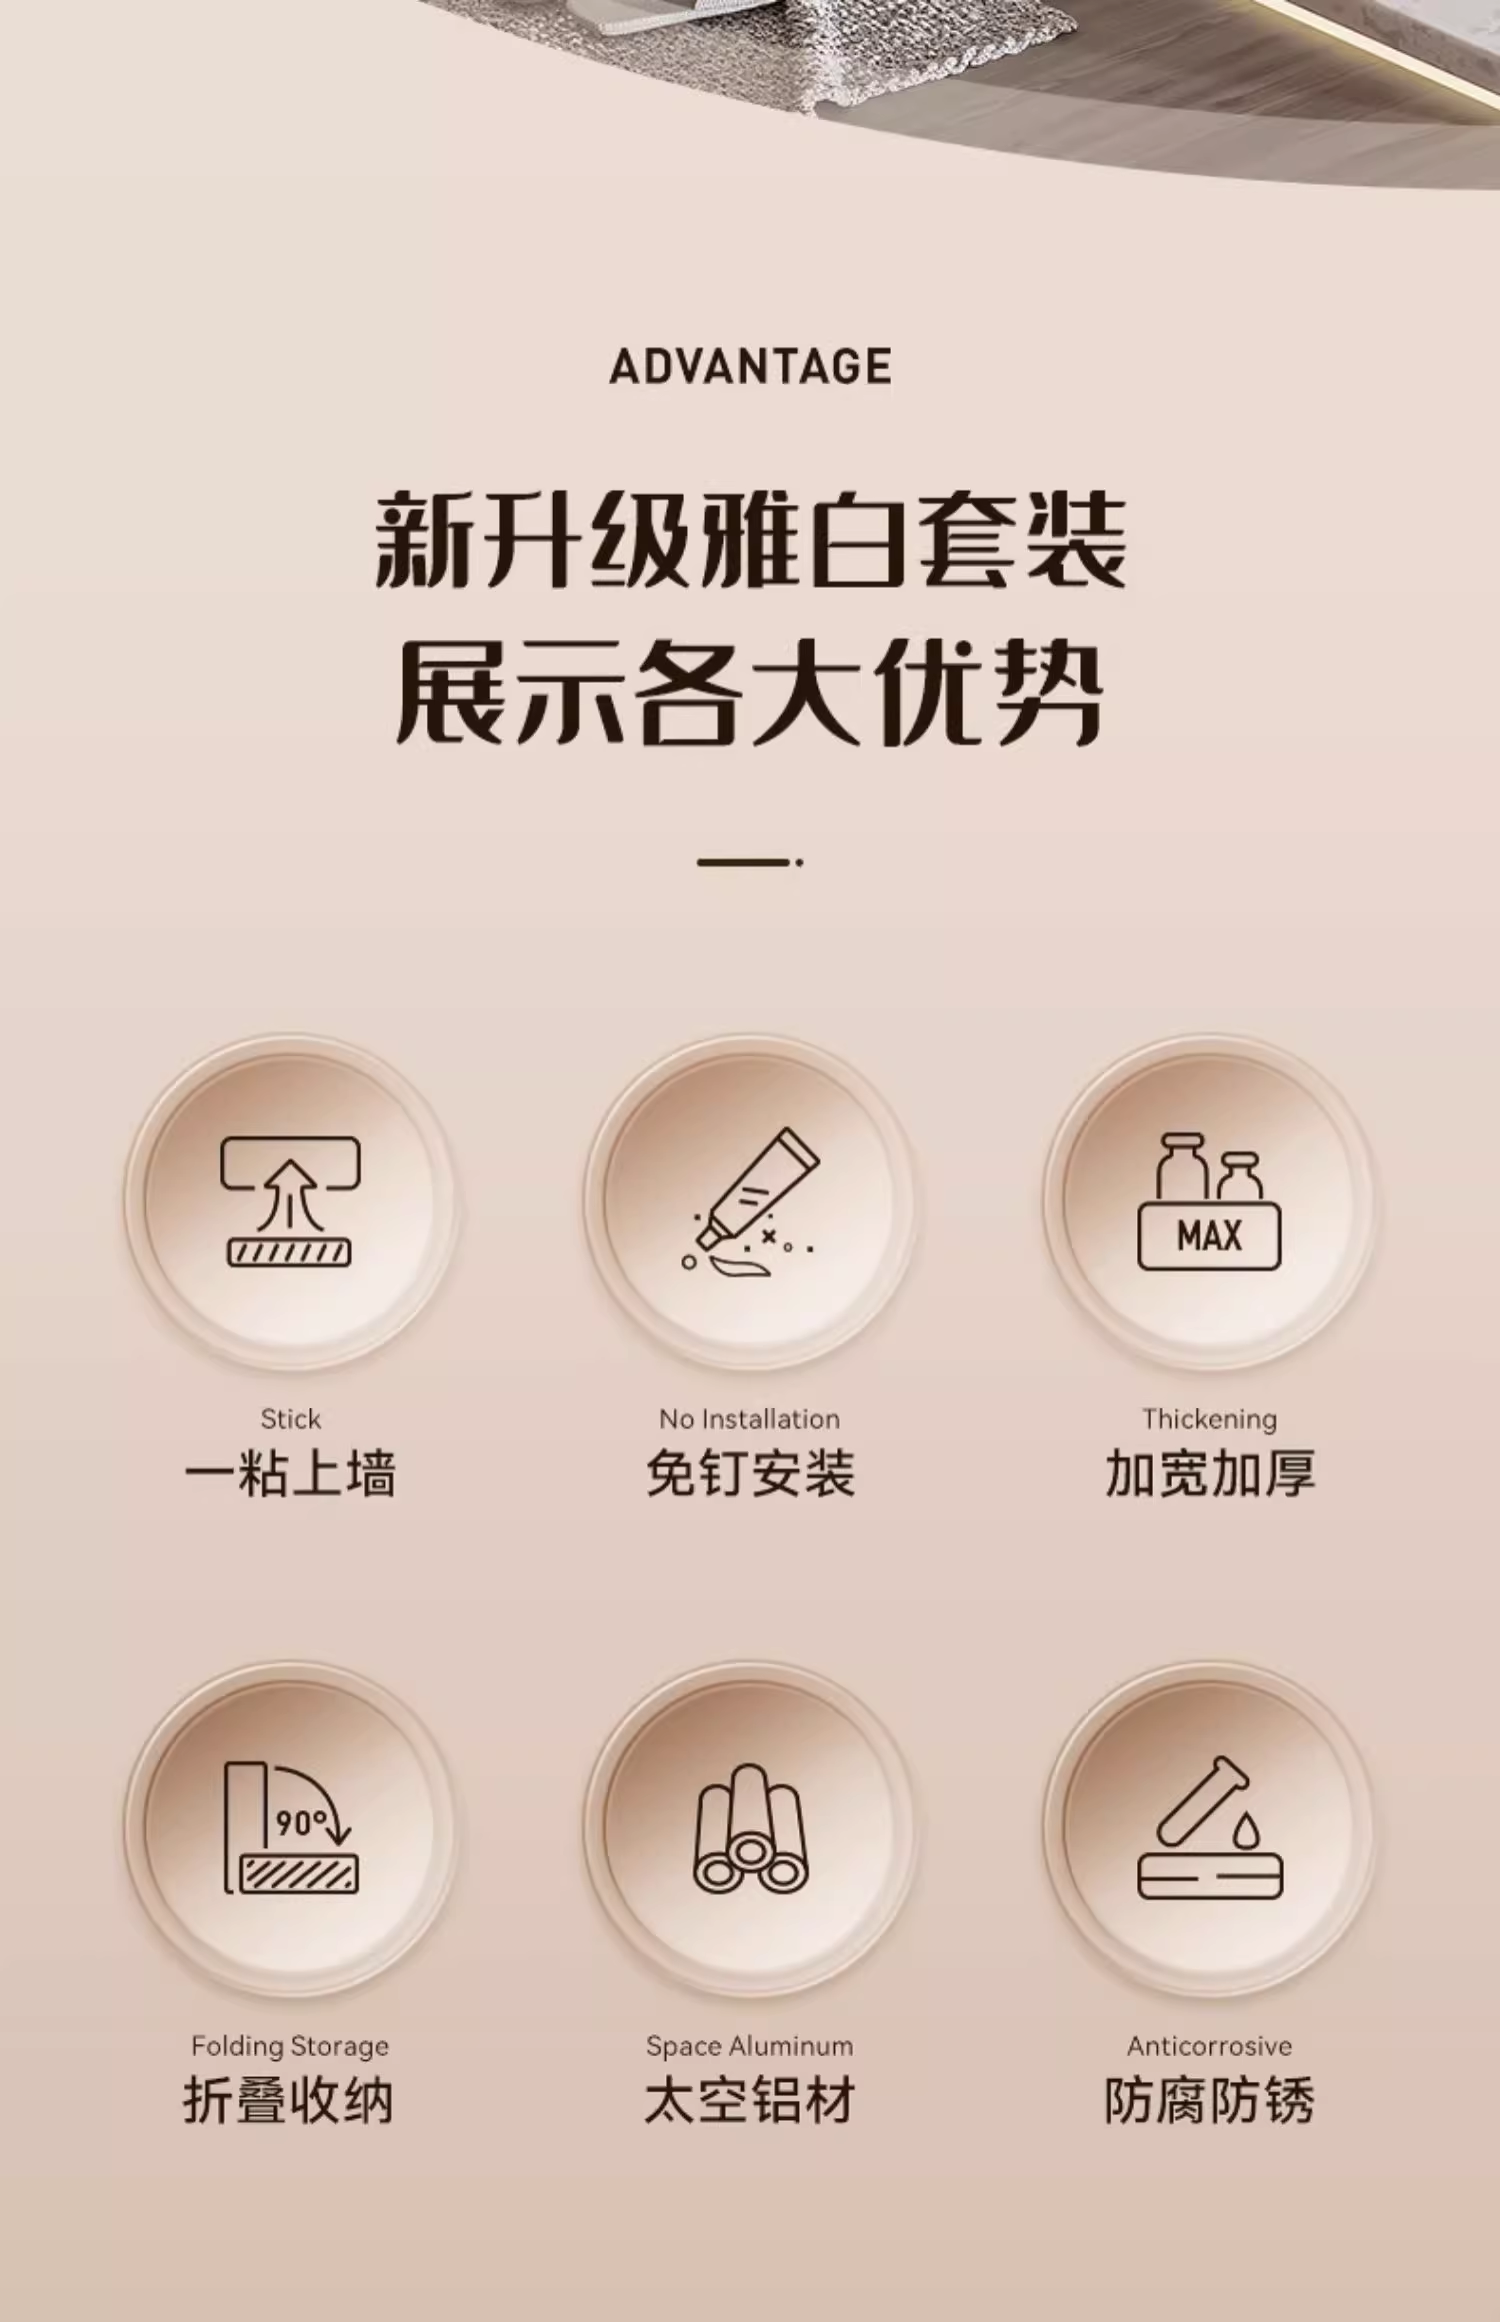 ADVANTAGE
新升级雅白套装
展示各大优势
MAX
Stick
No Installation
Thickening
一粘上墙
免钉安装
加宽加厚
90°
Folding Storage
Space Aluminum
Anticorrosive
折叠收纳
太空铝材
防腐防锈